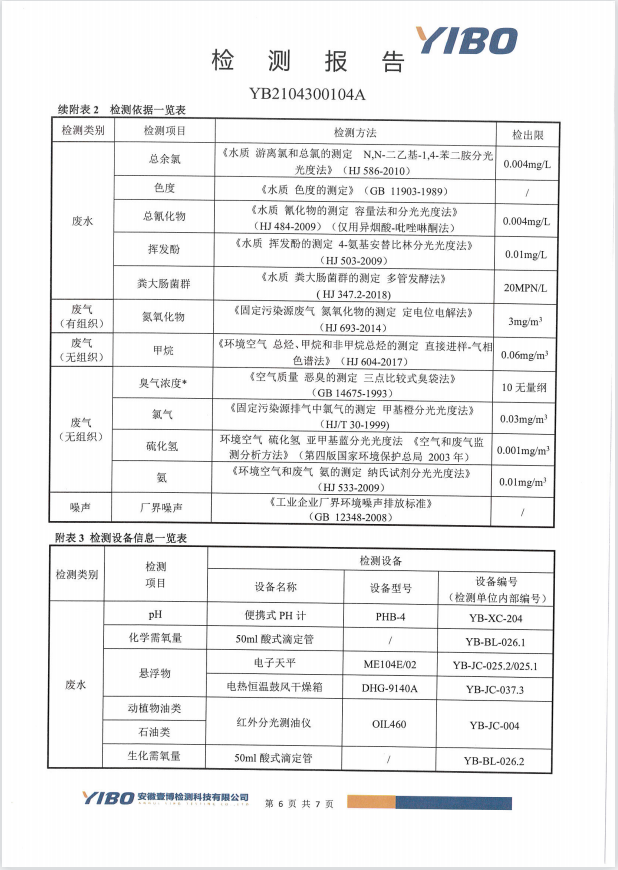 YIBO
检测报告
YB2104300104A
续附表 2 检测依据一览表
检测类别 检测项目 检测方法 检出限
废水
总余氯 《水质 游离氯和总氯的测定 N,N-二乙基-1,4-苯二胺分光
光度法》（HJ 586-2010） 0.004mg/L
色度 《水质 色度的测定》（GB 11903-1989） /
总氰化物 《水质 氰化物的测定 容量法和分光光度法》
（HJ 484-2009）（仅用异烟酸-吡唑啉酮法） 0.004mg/L
挥发酚 《水质 挥发酚的测定 4-氨基安替比林分光光度法》
（HJ 503-2009） 0.01mg/L
粪大肠菌群 《水质 粪大肠菌群的测定 多管发酵法》
( HJ 347.2-2018) 20MPN/L
废气
（有组织）
氮氧化物 《固定污染源废气 氮氧化物的测定 定电位电解法》
（HJ 693-2014） 3mg/m³
废气
（无组织）
甲烷 《环境空气 总烃、甲烷和非甲烷总烃的测定 直接进样-气相
色谱法》（HJ 604-2017） 0.06mg/m³
废气
（无组织）
臭气浓度* 《空气质量 恶臭的测定 三点比较式臭袋法》
（GB 14675-1993） 10 无量纲
氯气 《固定污染源排气中氯气的测定 甲基橙分光光度法》
（HJ/T 30-1999） 0.03mg/m³
硫化氢 环境空气 硫化氢 亚甲基蓝分光光度法 《空气和废气监
测分析方法》（第四版国家环境保护总局 2003 年） 0.001mg/m³
氨 《环境空气和废气 氨的测定 纳氏试剂分光光度法》
（HJ 533-2009） 0.01mg/m³
噪声 厂界噪声 《工业企业厂界环境噪声排放标准》
（GB 12348-2008） /
附表 3 检测设备信息一览表
检测类别 检测
项目 检测设备
设备名称 设备型号 设备编号
（检测单位内部编号）
废水
pH 便携式 PH 计 PHB-4 YB-XC-204
化学需氧量 50ml 酸式滴定管 / YB-BL-026.1
悬浮物 电子天平 ME104E/02 YB-JC-025.2/025.1
电热恒温鼓风干燥箱 DHG-9140A YB-JC-037.3
动植物油类 红外分光测油仪 OIL460 YB-JC-004
石油类
生化需氧量 50ml 酸式滴定管 / YB-BL-026.2
YIBO 安徽壹博检测科技有限公司 第 6 页 共 7 页